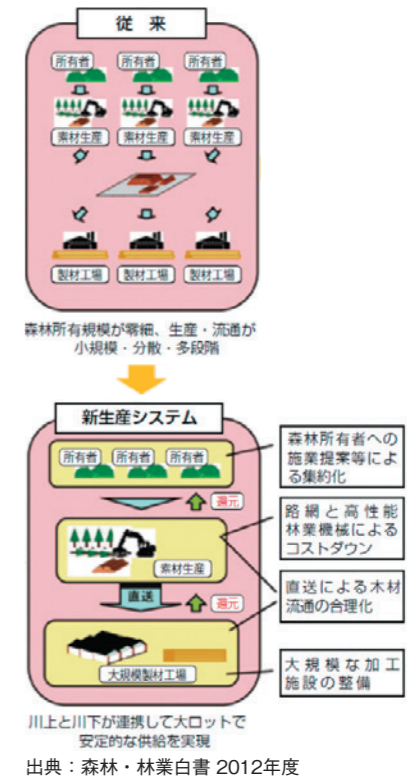 従来
所有者 所有者 所有者
素材生産 素材生産 素材生産
製材工場 製材工場 製材工場
森林所有規模が零細、生産・流通が
小規模・分散・多段階
新生産システム
所有者 所有者 所有者
還元
素材生産
直送
還元
大規模製材工場
森林所有者への
施業提案等によ
る集約化
路網と高性能
林業機械による
コストダウン
直送による木材
流通の合理化
大規模な加工
施設の整備
川上と川下が連携して大ロットで
安定的な供給を実現
出典：森林・林業白書 2012年度